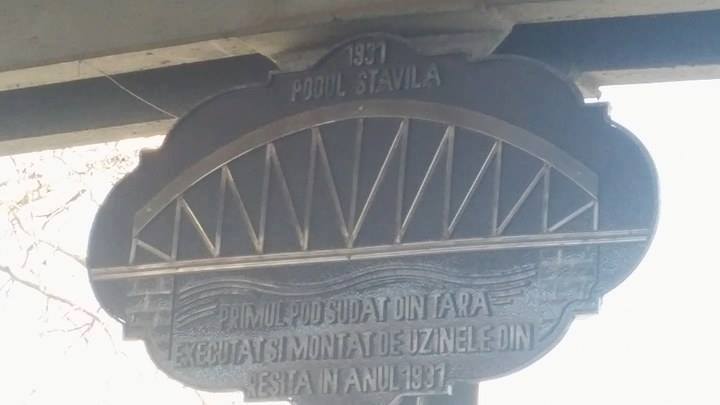 1931
PODUL STAVILA
PRIMUL POD SUDAT DIN TARA
EXECUTAT SI MONTAT DE UZINELE DIN
RESITA IN ANUL 1931